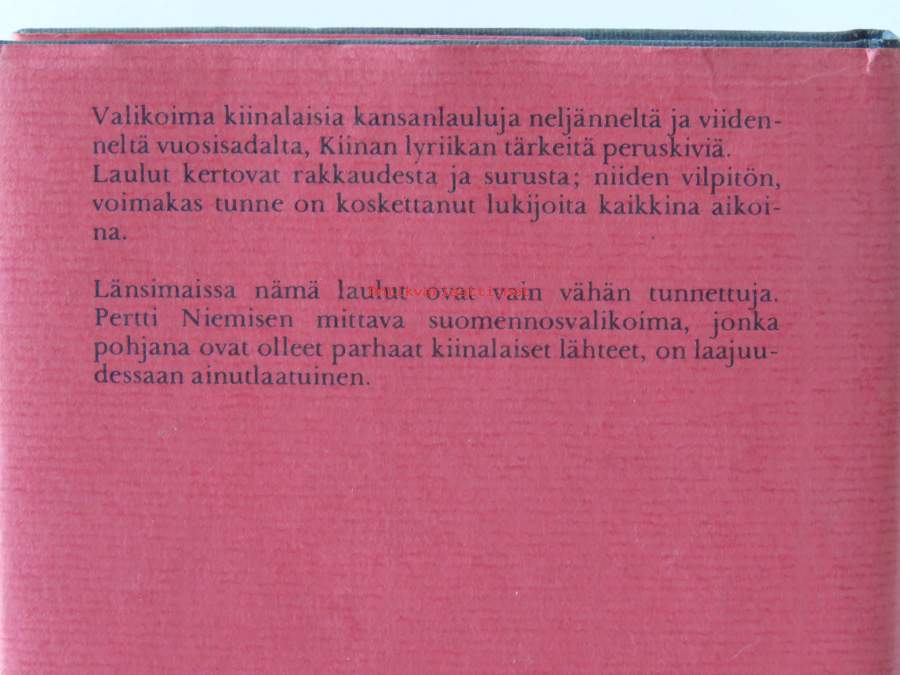 Valikoima kiinalaisia kansanlauluja neljänneltä ja viiden-
neltä vuosisadalta, Kiinan lyriikan tärkeitä peruskiviä.
Laulut kertovat rakkaudesta ja surusta; niiden vilpitön,
voimakas tunne on koskettanut lukijoita kaikkina aikoi-
na.
Länsimaissa nämä laulut ovat vain vähän tunnettuja.
Pertti Niemisen mittava suomennosvalikoima, jonka
pohjana ovat olleet parhaat kiinalaiset lähteet, on laajuu-
dessaan ainutlaatuinen.